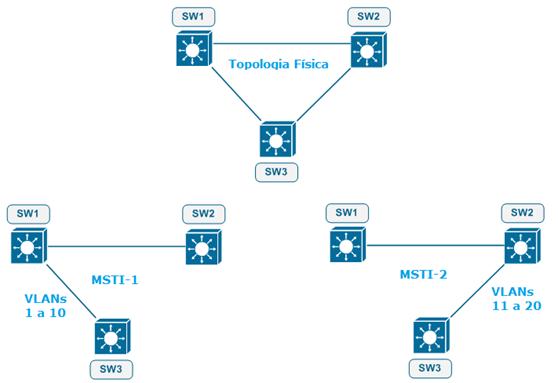 SW1
SW2
Topologia Física
SW3
SW1
SW2
MSTI-1
VLANs
1 a 10
SW3
SW1
SW2
MSTI-2
VLANs
11 a 20
SW3